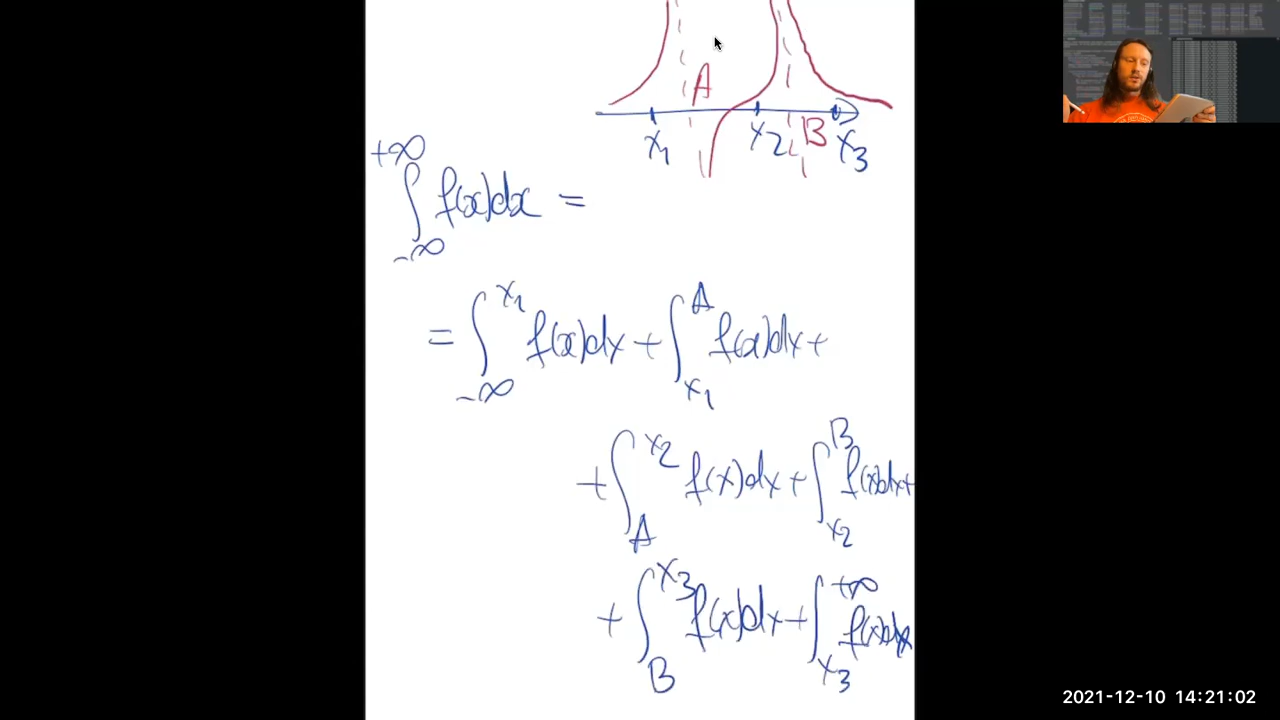 A
x₁ x₂ B x₃
+∞
∫ f(x)dx =
-∞
= ∫_{-∞}^{x₁} f(x)dx + ∫_{x₁}^{A} f(x)dx +
+ ∫_{A}^{x₂} f(x)dx + ∫_{x₂}^{B} f(x)dx +
+ ∫_{B}^{x₃} f(x)dx + ∫_{x₃}^{+∞} f(x)dx
2021-12-10 14:21:02